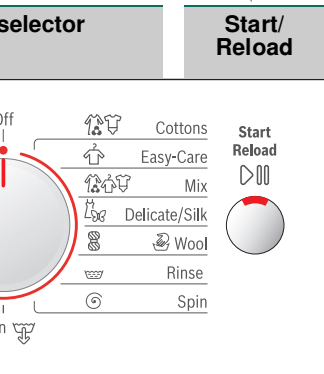 selector
Start/
Reload
Off
Cottons
Easy-Care
Mix
Delicate/Silk
Wool
Rinse
Spin
Start
Reload